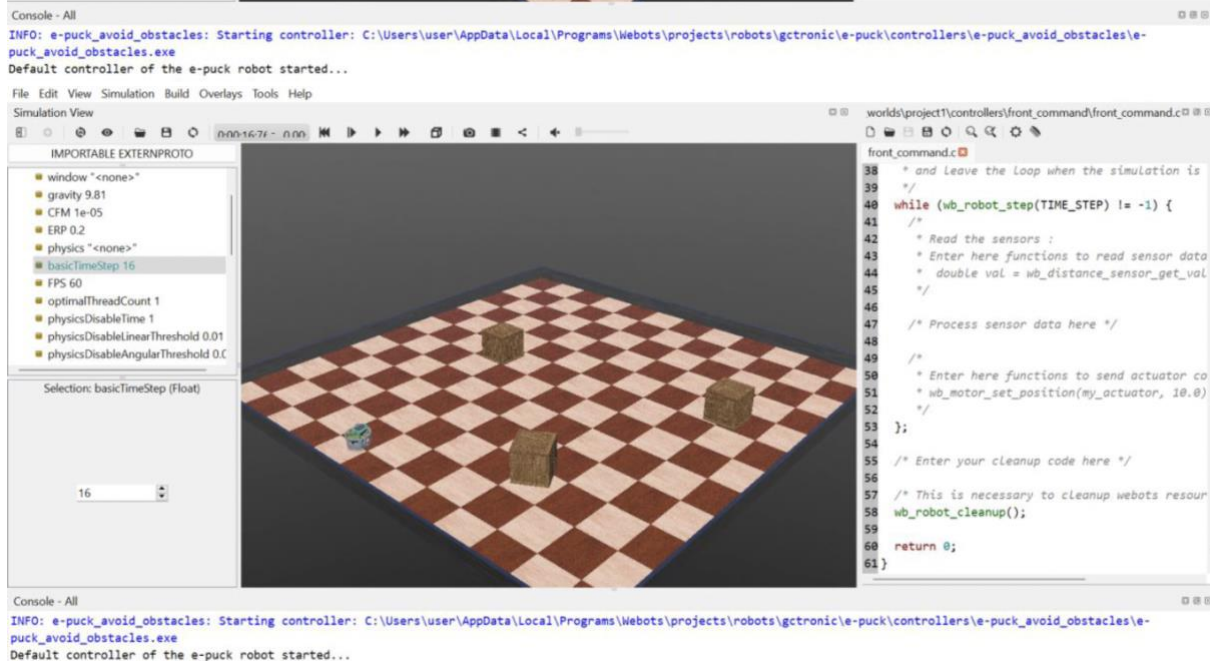 Console - All
INFO: e-puck_avoid_obstacles: Starting controller: C:\Users\user\AppData\Local\Programs\Webots\projects\robots\gctronic\e-puck\controllers\e-puck_avoid_obstacles\e-
puck_avoid_obstacles.exe
Default controller of the e-puck robot started...
File Edit View Simulation Build Overlays Tools Help
Simulation View
worlds\project1\controllers\front_command\front_command.c
IMPORTABLE EXTERNPROTO
window "<none>"
gravity 9.81
CFM 1e-05
ERP 0.2
physics "<none>"
basicTimeStep 16
FPS 60
optimalThreadCount 1
physicsDisableTime 1
physicsDisableLinearThreshold 0.01
physicsDisableAngularThreshold 0.0
Selection: basicTimeStep (Float)
16
front_command.c
38 * and leave the loop when the simulation is
39 */
40 while (wb_robot_step(TIME_STEP) != -1) {
41 /*
42 * Read the sensors :
43 * Enter here functions to read sensor data
44 * double val = wb_distance_sensor_get_val
45 */
46
47 /* Process sensor data here */
48
49 /*
50 * Enter here functions to send actuator co
51 * wb_motor_set_position(my_actuator, 10.0)
52 */
53 };
54
55 /* Enter your cleanup code here */
56
57 /* This is necessary to cleanup webots resour
58 wb_robot_cleanup();
59
60 return 0;
61 }
Console - All
INFO: e-puck_avoid_obstacles: Starting controller: C:\Users\user\AppData\Local\Programs\Webots\projects\robots\gctronic\e-puck\controllers\e-puck_avoid_obstacles\e-
puck_avoid_obstacles.exe
Default controller of the e-puck robot started...